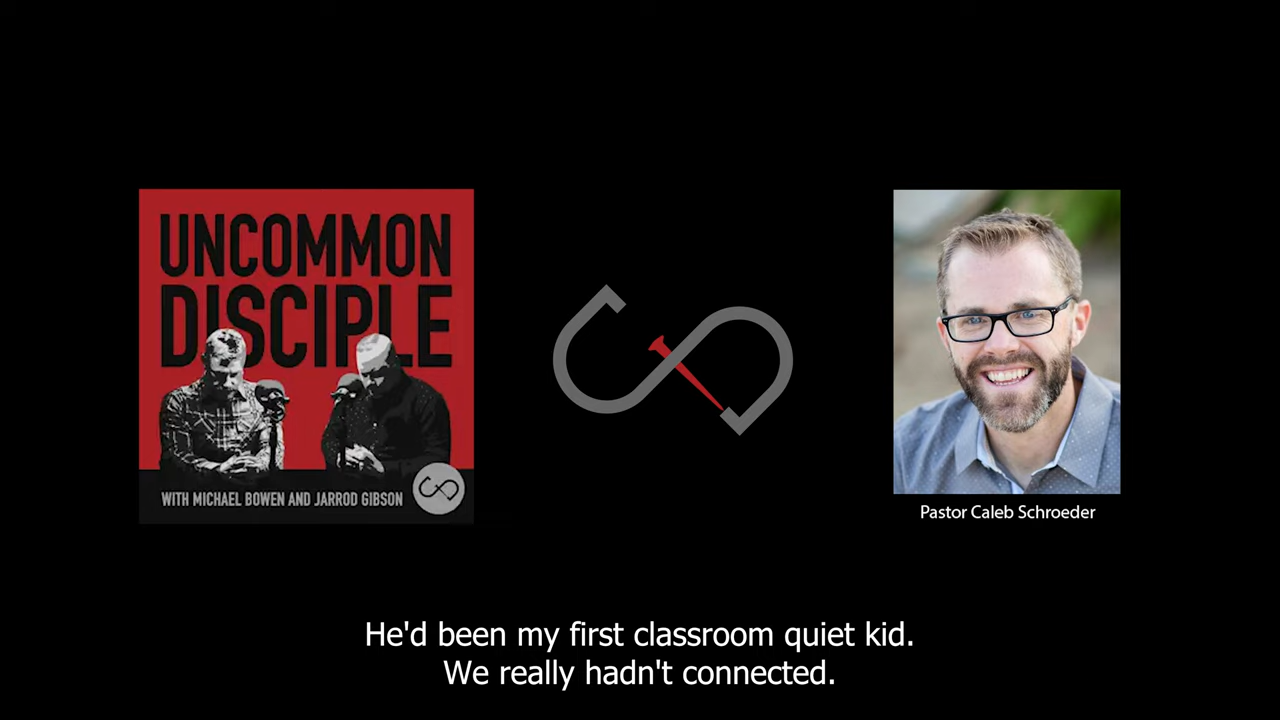 UNCOMMON
DISCIPLE
WITH MICHAEL BOWEN AND JARROD GIBSON
Pastor Caleb Schroeder
He'd been my first classroom quiet kid.
We really hadn't connected.